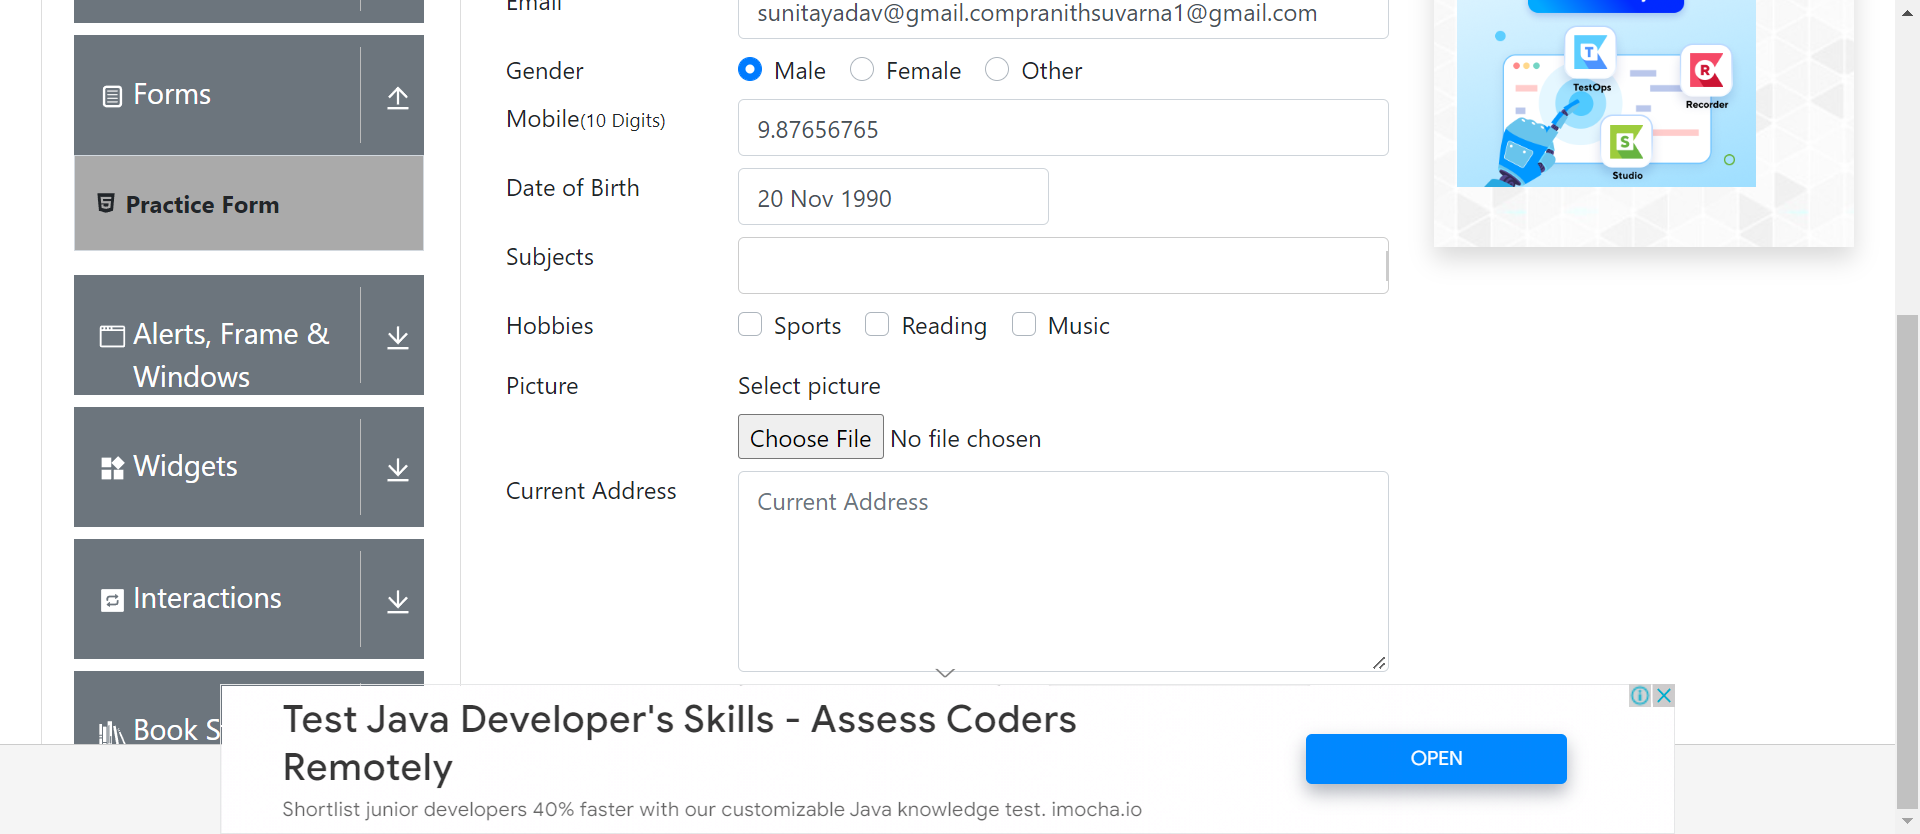 Email
sunitayadav@gmail.compranithsuvarna1@gmail.com
Gender
Male
Female
Other
Mobile(10 Digits)
9.87656765
Date of Birth
20 Nov 1990
Subjects
Hobbies
Sports
Reading
Music
Picture
Select picture
Choose File No file chosen
Current Address
Current Address
Forms
Practice Form
Alerts, Frame &
Windows
Widgets
Interactions
Book S
TestOps
Recorder
Studio
Test Java Developer's Skills - Assess Coders
Remotely
Shortlist junior developers 40% faster with our customizable Java knowledge test. imocha.io
OPEN